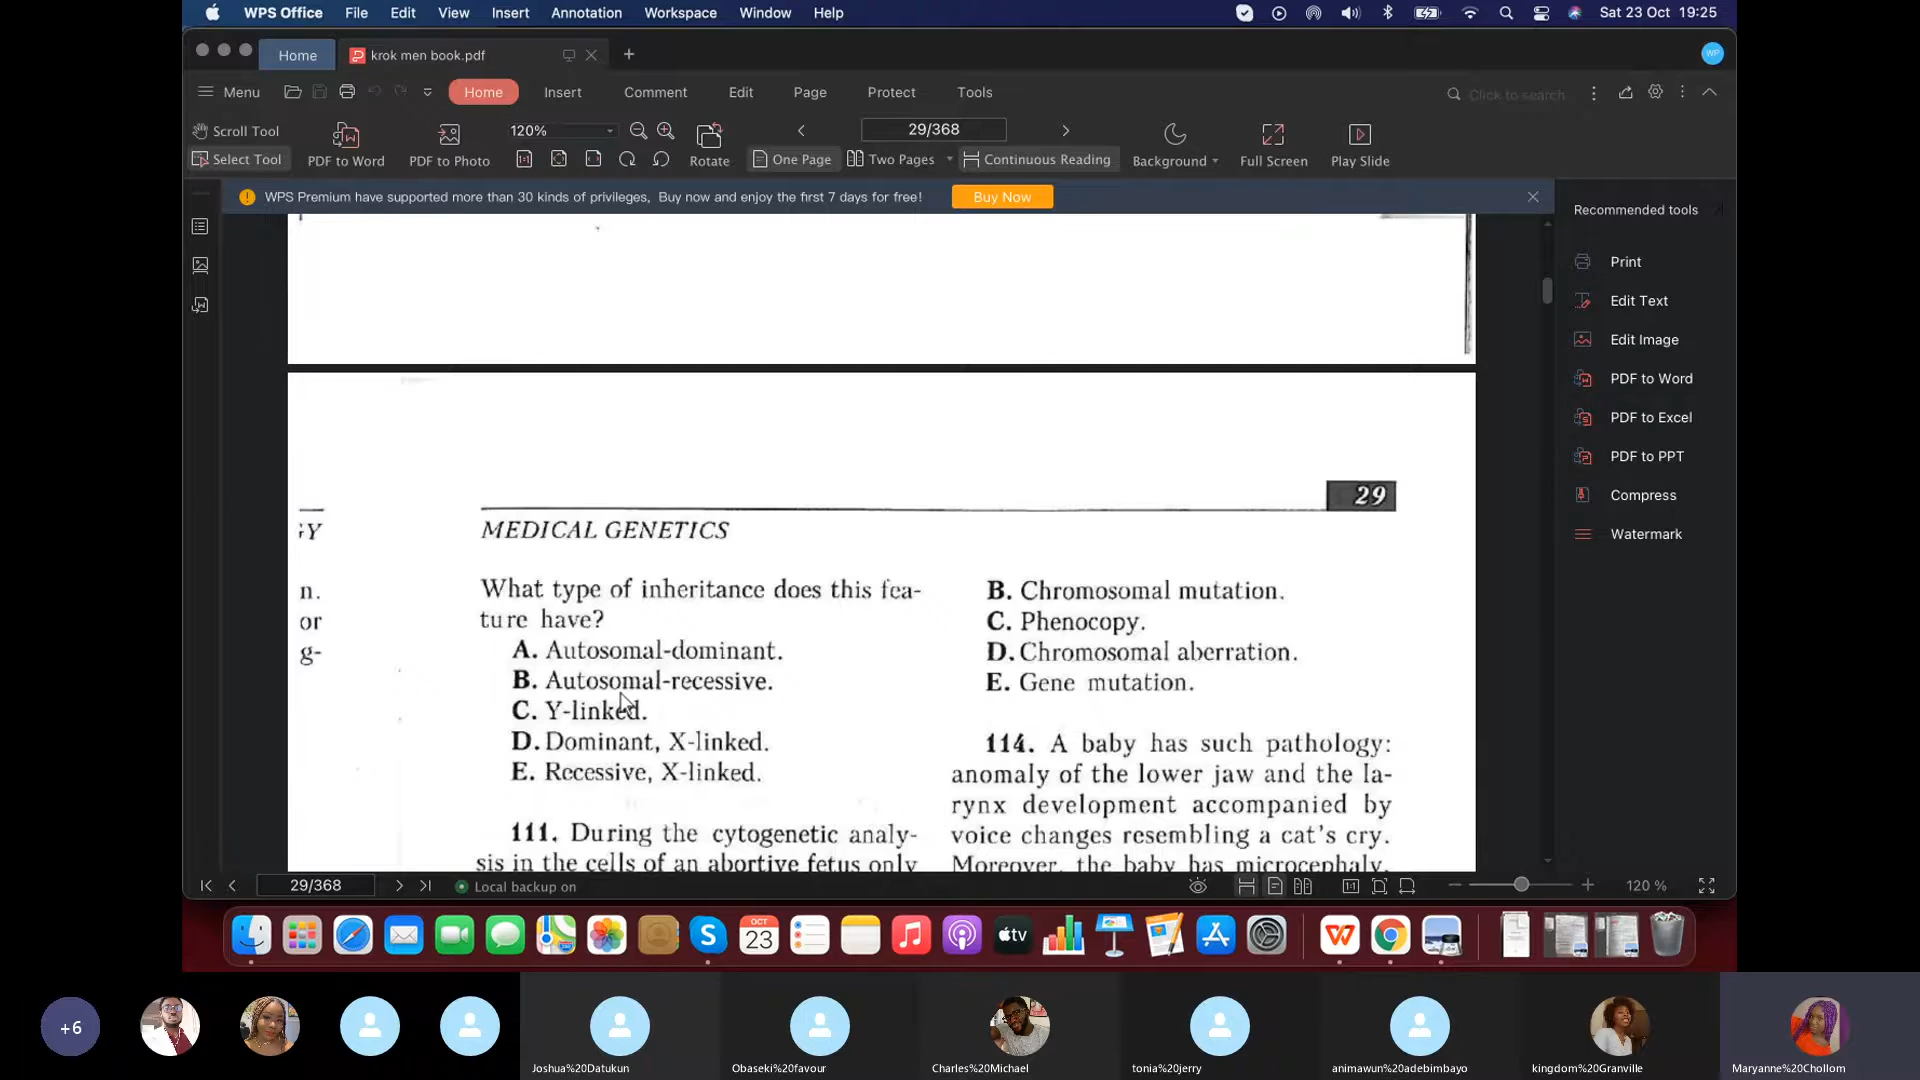 WPS Office File Edit View Insert Annotation Workspace Window Help Sat 23 Oct 19:25
Home krok men book.pdf
WP
Menu Home Insert Comment Edit Page Protect Tools Click to search
Scroll Tool 120% 29/368
Select Tool PDF to Word PDF to Photo Rotate One Page Two Pages Continuous Reading Background Full Screen Play Slide
WPS Premium have supported more than 30 kinds of privileges, Buy now and enjoy the first 7 days for free! Buy Now
Recommended tools
Print
Edit Text
Edit Image
PDF to Word
PDF to Excel
PDF to PPT
Compress
Watermark
29
MEDICAL GENETICS
n.
or
g-
What type of inheritance does this fea-
ture have?
A. Autosomal-dominant.
B. Autosomal-recessive.
C. Y-linked.
D. Dominant, X-linked.
E. Recessive, X-linked.
111. During the cytogenetic analy-
sis in the cells of an abortive fetus only
B. Chromosomal mutation.
C. Phenocopy.
D. Chromosomal aberration.
E. Gene mutation.
114. A baby has such pathology:
anomaly of the lower jaw and the la-
rynx development accompanied by
voice changes resembling a cat's cry.
Moreover, the baby has microcephaly,
29/368 Local backup on 120 %
OCT
23
tv
+6
Joshua%20Datukun Obaseki%20favour Charles%20Michael tonia%20jerry animawun%20adebimbayo kingdom%20Granville Maryanne%20Chollom